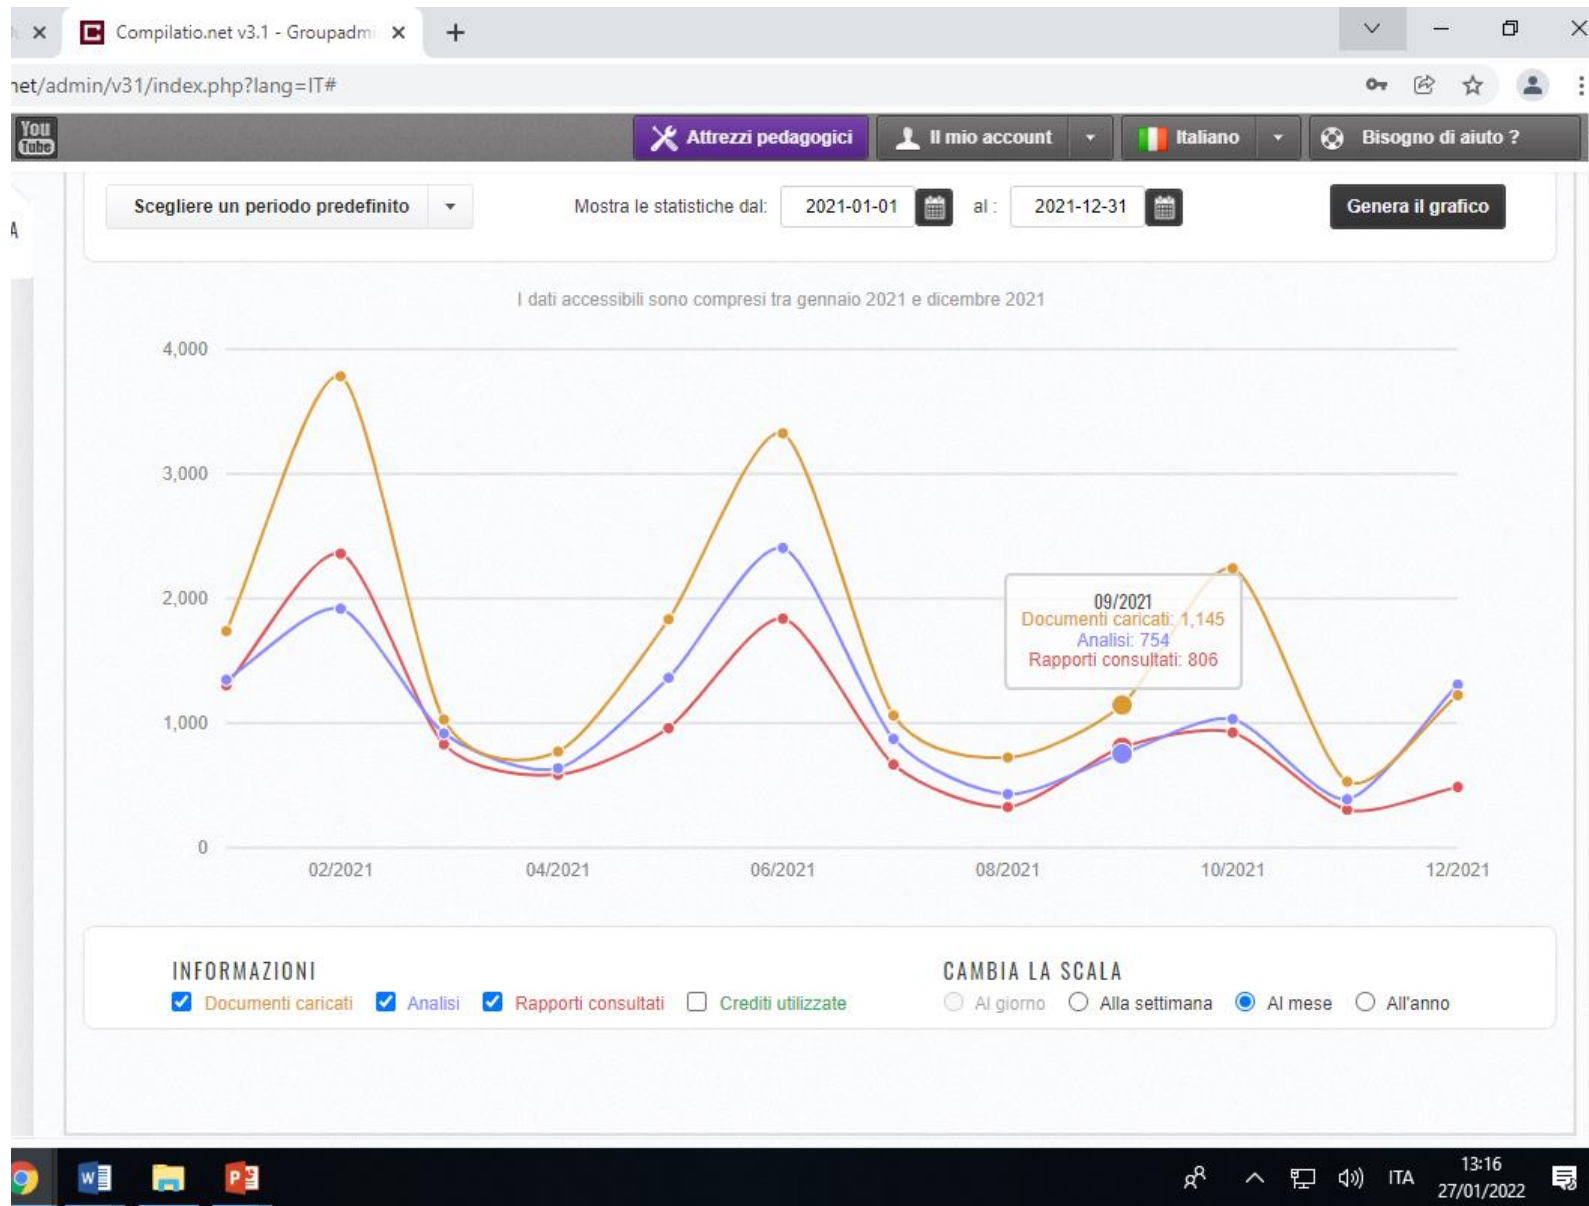 Compilatio.net v3.1 - Groupadmi
net/admin/v31/index.php?lang=IT#
You
Tube
Attrezzi pedagogici
Il mio account
Italiano
Bisogno di aiuto ?
A
Scegliere un periodo predefinito
Mostra le statistiche dal:
2021-01-01
al :
2021-12-31
Genera il grafico
I dati accessibili sono compresi tra gennaio 2021 e dicembre 2021
4,000
3,000
2,000
1,000
0
09/2021
Documenti caricati: 1,145
Analisi: 754
Rapporti consultati: 806
02/2021
04/2021
06/2021
08/2021
10/2021
12/2021
INFORMAZIONI
Documenti caricati
Analisi
Rapporti consultati
Crediti utilizzate
CAMBIA LA SCALA
Al giorno
Alla settimana
Al mese
All'anno
ITA
13:16
27/01/2022